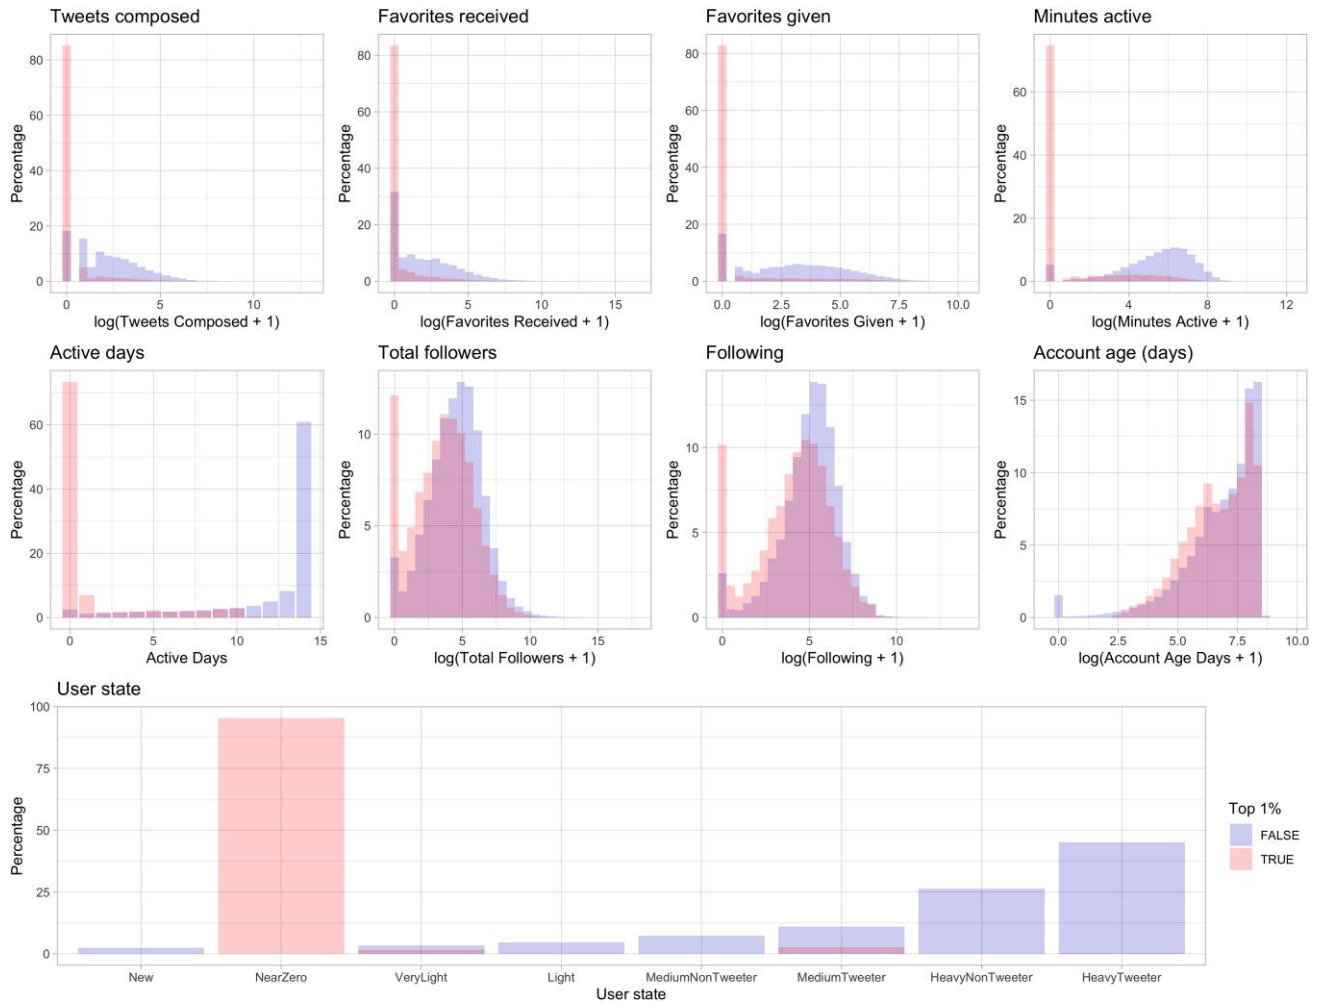 Tweets composed
Favorites received
Favorites given
Minutes active
80
60
40
20
0
Percentage
0
5
10
log(Tweets Composed + 1)
80
60
40
20
0
Percentage
0
5
10
15
log(Favorites Received + 1)
80
60
40
20
0
Percentage
0.0
2.5
5.0
7.5
10.0
log(Favorites Given + 1)
60
40
20
0
Percentage
0
4
8
12
log(Minutes Active + 1)
Active days
Total followers
Following
Account age (days)
60
40
20
0
Percentage
0
5
10
15
Active Days
10
5
0
Percentage
0
5
10
15
log(Total Followers + 1)
10
5
0
Percentage
0
5
10
log(Following + 1)
15
10
5
0
Percentage
0.0
2.5
5.0
7.5
10.0
log(Account Age Days + 1)
User state
100
75
50
25
0
Percentage
New
NearZero
VeryLight
Light
MediumNonTweeter
MediumTweeter
HeavyNonTweeter
HeavyTweeter
User state
Top 1%
FALSE
TRUE